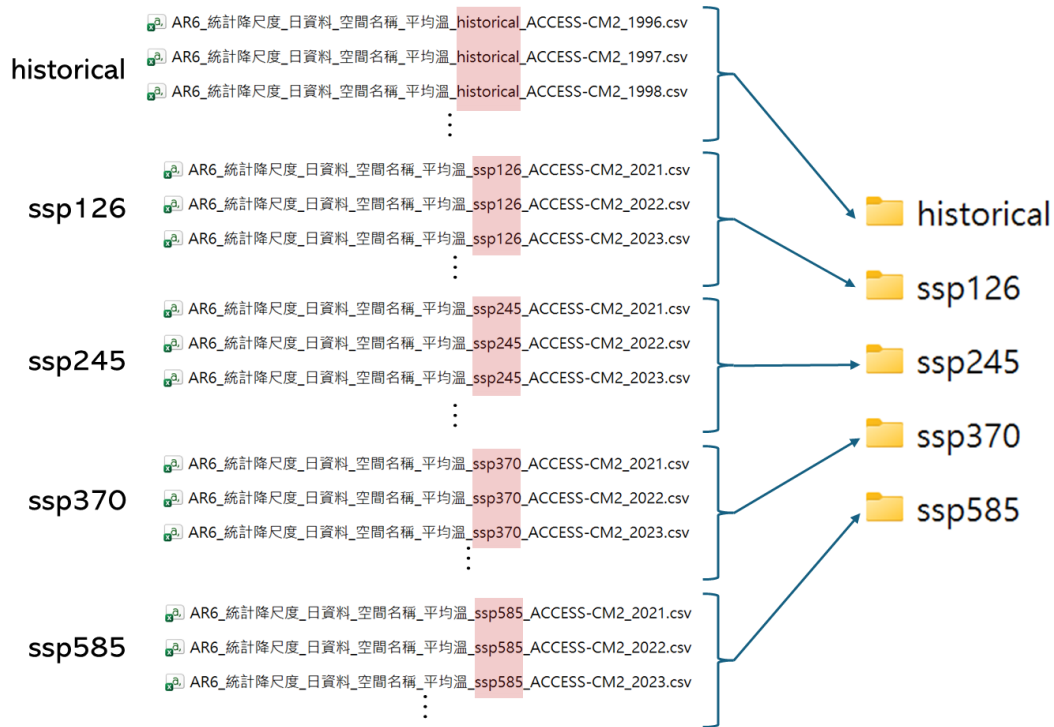 historical
AR6_統計降尺度_日資料_空間名稱_平均溫_historical_ACCESS-CM2_1996.csv
AR6_統計降尺度_日資料_空間名稱_平均溫_historical_ACCESS-CM2_1997.csv
AR6_統計降尺度_日資料_空間名稱_平均溫_historical_ACCESS-CM2_1998.csv
ssp126
AR6_統計降尺度_日資料_空間名稱_平均溫_ssp126_ACCESS-CM2_2021.csv
AR6_統計降尺度_日資料_空間名稱_平均溫_ssp126_ACCESS-CM2_2022.csv
AR6_統計降尺度_日資料_空間名稱_平均溫_ssp126_ACCESS-CM2_2023.csv
ssp245
AR6_統計降尺度_日資料_空間名稱_平均溫_ssp245_ACCESS-CM2_2021.csv
AR6_統計降尺度_日資料_空間名稱_平均溫_ssp245_ACCESS-CM2_2022.csv
AR6_統計降尺度_日資料_空間名稱_平均溫_ssp245_ACCESS-CM2_2023.csv
ssp370
AR6_統計降尺度_日資料_空間名稱_平均溫_ssp370_ACCESS-CM2_2021.csv
AR6_統計降尺度_日資料_空間名稱_平均溫_ssp370_ACCESS-CM2_2022.csv
AR6_統計降尺度_日資料_空間名稱_平均溫_ssp370_ACCESS-CM2_2023.csv
ssp585
AR6_統計降尺度_日資料_空間名稱_平均溫_ssp585_ACCESS-CM2_2021.csv
AR6_統計降尺度_日資料_空間名稱_平均溫_ssp585_ACCESS-CM2_2022.csv
AR6_統計降尺度_日資料_空間名稱_平均溫_ssp585_ACCESS-CM2_2023.csv
historical
ssp126
ssp245
ssp370
ssp585